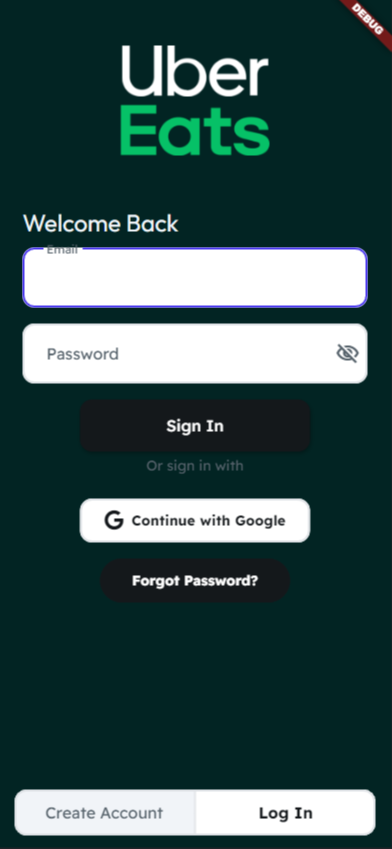 DEBUG
Uber
Eats
Welcome Back
Email
Password
Sign In
Or sign in with
G Continue with Google
Forgot Password?
Create Account
Log In